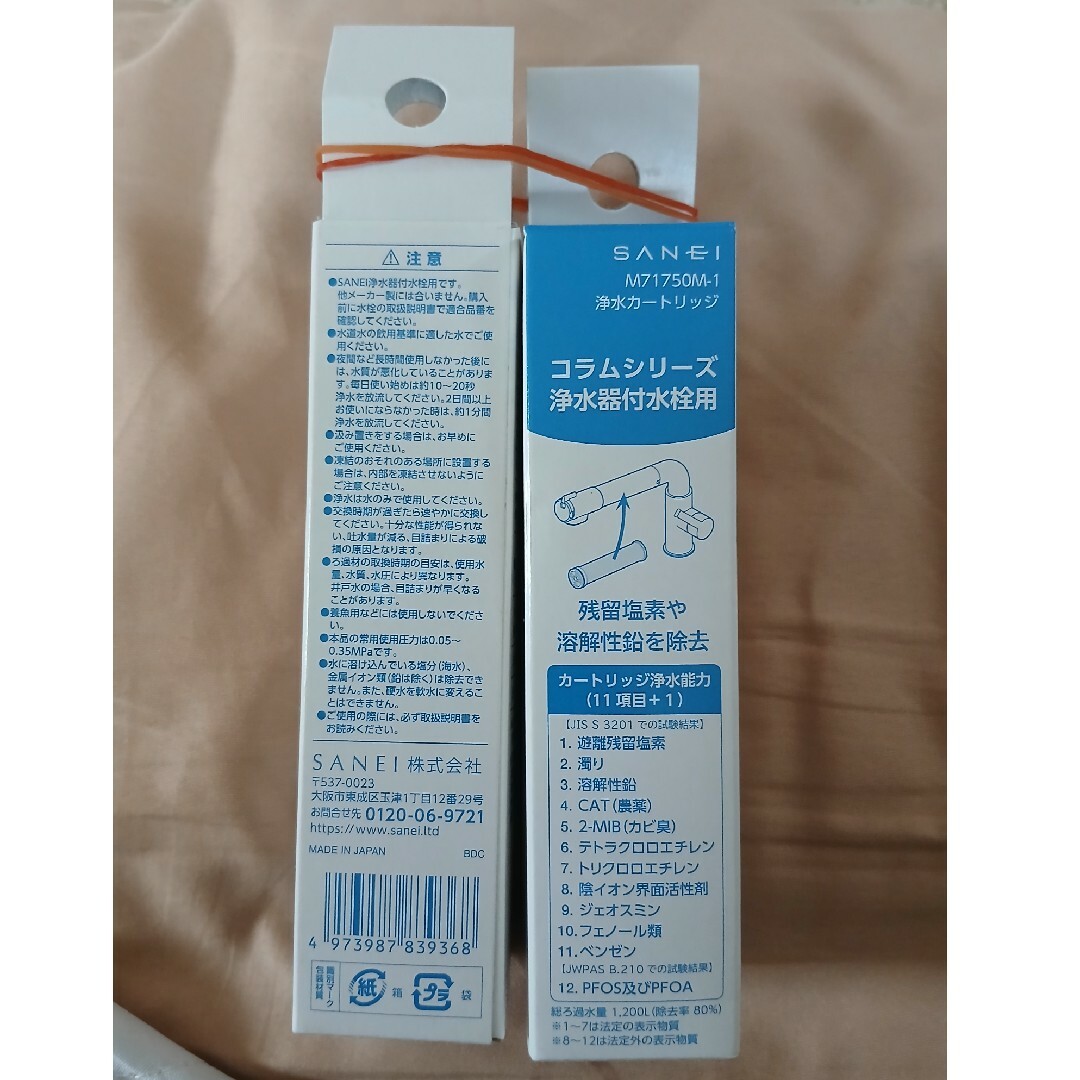 ⚠ 注意
●SANEI浄水器付水栓用です。
他メーカー製には合いません。購入
前に水栓の取扱説明書で適合品番を
確認してください。
●水道水の飲用基準に適した水でご使
用ください。
●夜間など長時間使用しなかった後に
は、水質が悪化していることがありま
す。毎日使い始めは約10～20秒
浄水を放流してください。2日間以上
お使いにならなかった時は、約1分間
浄水を放流してください。
●汲み置きをする場合は、お早めに
ご使用ください。
●凍結のおそれのある場所に設置する
場合は、内部を凍結させないように
ご注意ください。
●浄水は水のみで使用してください。
●交換時期が過ぎたら速やかに交換し
てください。十分な性能が得られな
い、吐水量が減る、目詰まりによる破
損の原因となります。
●ろ過材の取換時期の目安は、使用水
量、水質、水圧により異なります。
井戸水の場合、目詰まりが早くなる
ことがあります。
●養魚用などには使用しないでくださ
い。
●本品の常用使用圧力は0.05～
0.35MPaです。
●水に溶け込んでいる塩分（海水）、
金属イオン類（鉛は除く）は除去でき
ません。また、硬水を軟水に変えるこ
とはできません。
●ご使用の際には、必ず取扱説明書を
お読みください。
SANEI 株式会社
〒537-0023
大阪市東成区玉津1丁目12番29号
お問合せ先 0120-06-9721
https://www.sanei.ltd
MADE IN JAPAN BDC
4 973987 839368
識別マーク
包装材質
紙 箱 プラ 袋
SANEI
M71750M-1
浄水カートリッジ
コラムシリーズ
浄水器付水栓用
残留塩素や
溶解性鉛を除去
カートリッジ浄水能力
（11項目＋1）
【JIS S 3201 での試験結果】
1. 遊離残留塩素
2. 濁り
3. 溶解性鉛
4. CAT（農薬）
5. 2-MIB（カビ臭）
6. テトラクロロエチレン
7. トリクロロエチレン
8. 陰イオン界面活性剤
9. ジェオスミン
10. フェノール類
11. ベンゼン
【JWPAS B.210 での試験結果】
12. PFOS及びPFOA
総ろ過水量 1,200L（除去率 80%）
※1～7は法定の表示物質
※8～12は法定外の表示物質